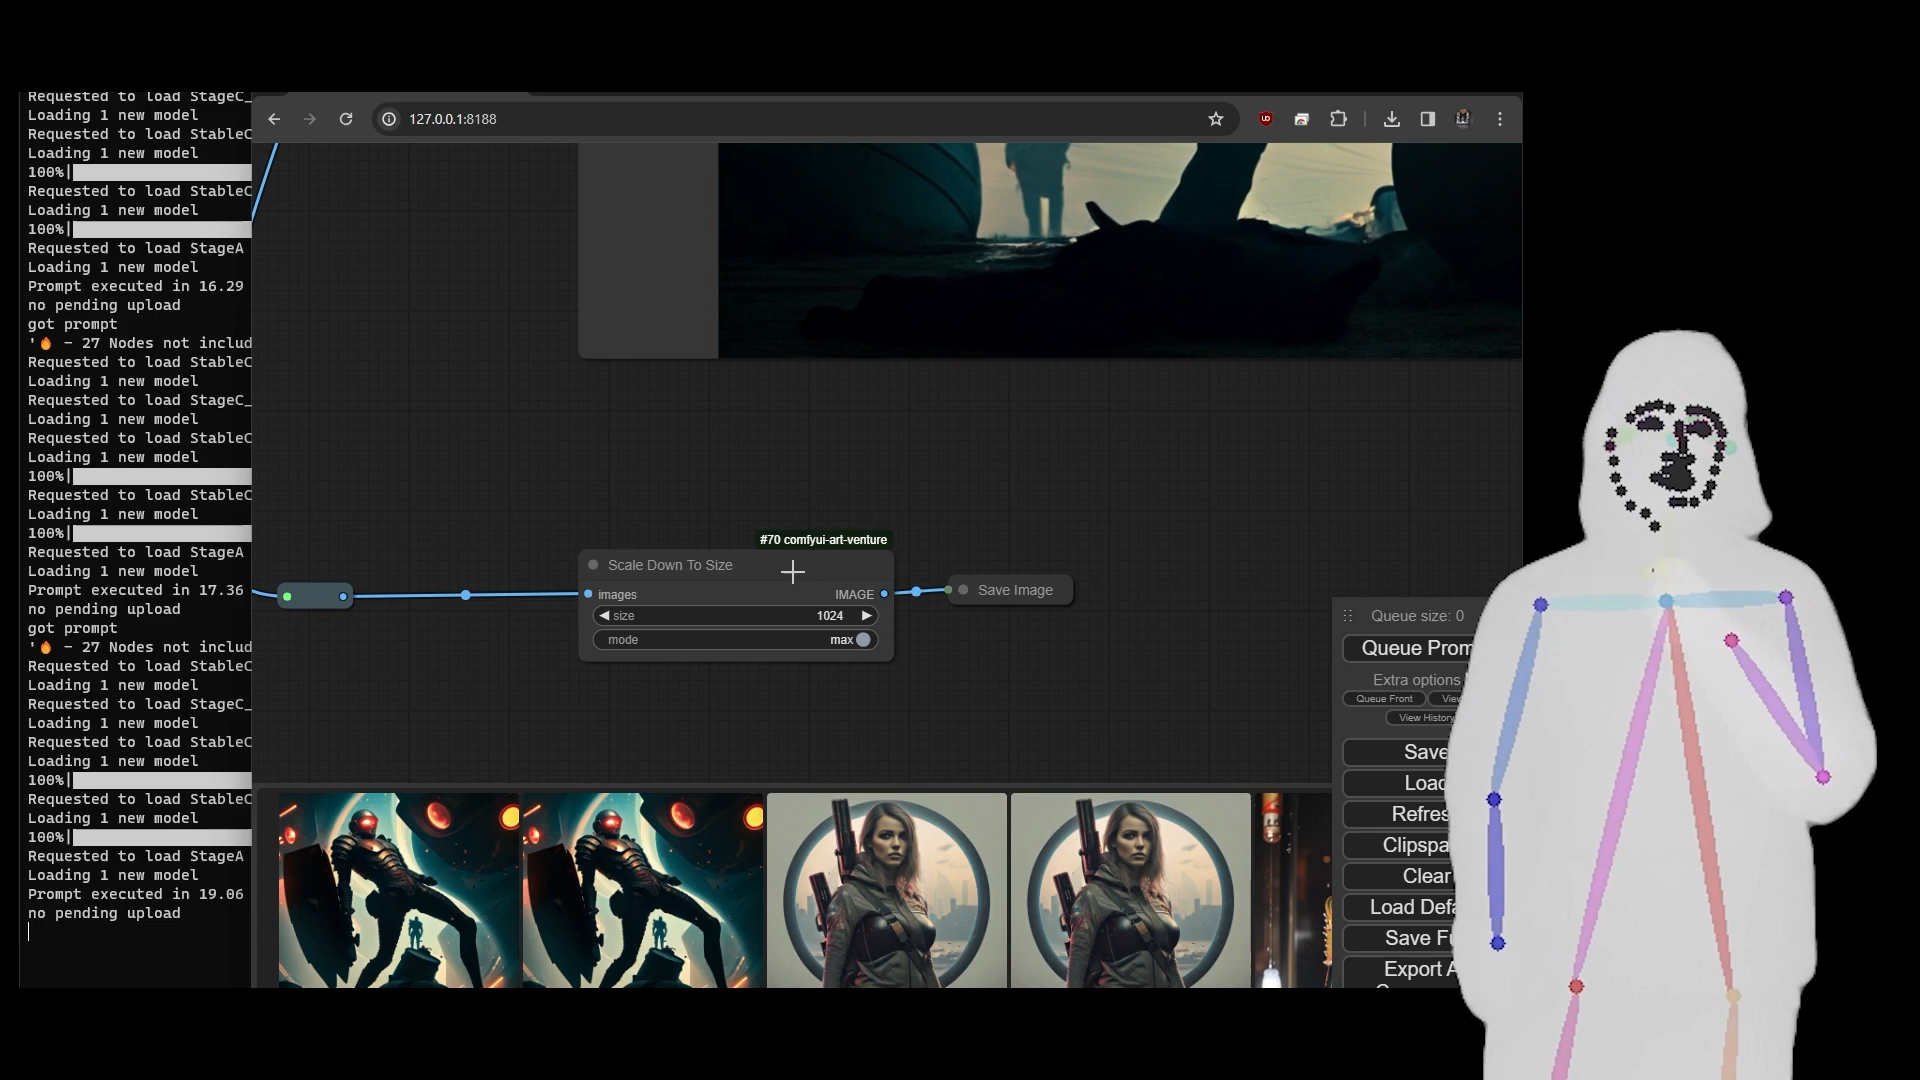 Requested to load StageC_
Loading 1 new model
Requested to load StableC
Loading 1 new model
100%|
Requested to load StableC
Loading 1 new model
100%|
Requested to load StageA
Loading 1 new model
Prompt executed in 16.29
no pending upload
got prompt
'🔥 - 27 Nodes not includ
Requested to load StableC
Loading 1 new model
Requested to load StageC_
Loading 1 new model
Requested to load StableC
Loading 1 new model
100%|
Requested to load StableC
Loading 1 new model
100%|
Requested to load StageA
Loading 1 new model
Prompt executed in 17.36
no pending upload
got prompt
'🔥 - 27 Nodes not includ
Requested to load StableC
Loading 1 new model
Requested to load StageC_
Loading 1 new model
Requested to load StableC
Loading 1 new model
100%|
Requested to load StableC
Loading 1 new model
100%|
Requested to load StageA
Loading 1 new model
Prompt executed in 19.06
no pending upload
127.0.0.1:8188
#70 comfyui-art-venture
Scale Down To Size
images IMAGE
size 1024
mode max
Save Image
Queue size: 0
Queue Prom
Extra options
Queue Front View
View History
Save
Load
Refres
Clipspa
Clear
Load Defa
Save Fu
Export A